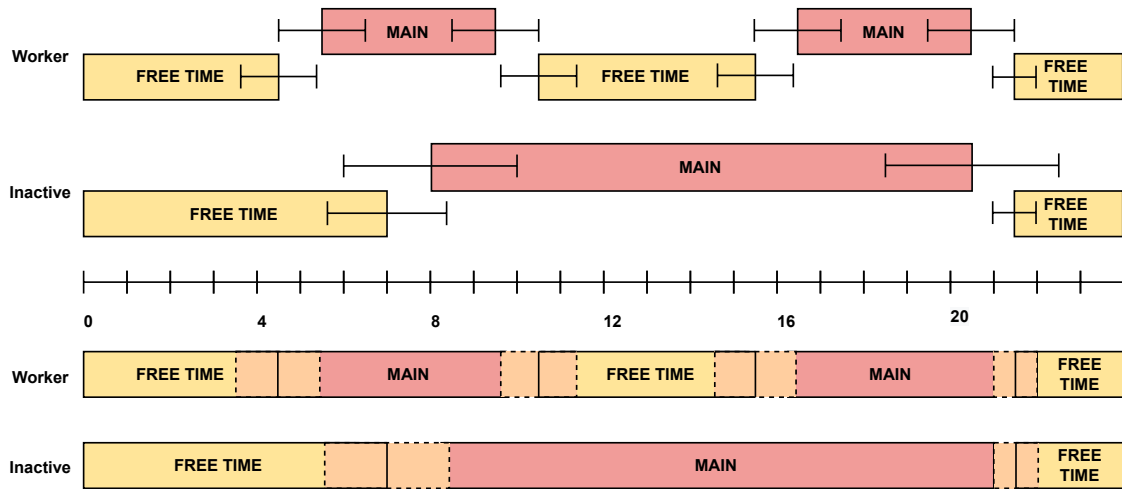 MAIN MAIN
Worker
FREE TIME FREE TIME FREE
TIME
MAIN
Inactive
FREE TIME FREE
TIME
0 4 8 12 16 20
Worker FREE TIME MAIN FREE TIME MAIN FREE
TIME
Inactive FREE TIME MAIN FREE
TIME